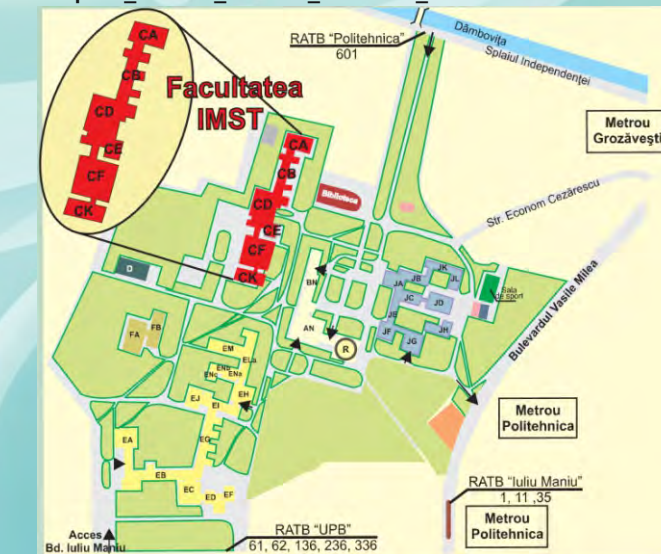 CA
CB
CD
CE
CF
CK
Facultatea
IMST
RATB "Politehnica"
601
Dâmbovița
Splaiul Independenței
Metrou
Grozăvești
Str. Econom Cezărescu
Bulevardul Vasile Milea
CA
CB
CD
CE
CF
CK
Biblioteca
BN
AN
R
JK
JB
JL
JA
JC
JD
JE
JF
JG
JH
Sala
de sport
D
FA
FB
EM
ELa
ENb
ENc
ENa
EH
EJ
EI
EG
EA
EB
EC
ED
EF
Metrou
Politehnica
RATB "Iuliu Maniu"
1, 11 ,35
Metrou
Politehnica
Acces
Bd. Iuliu Maniu
RATB "UPB"
61, 62, 136, 236, 336